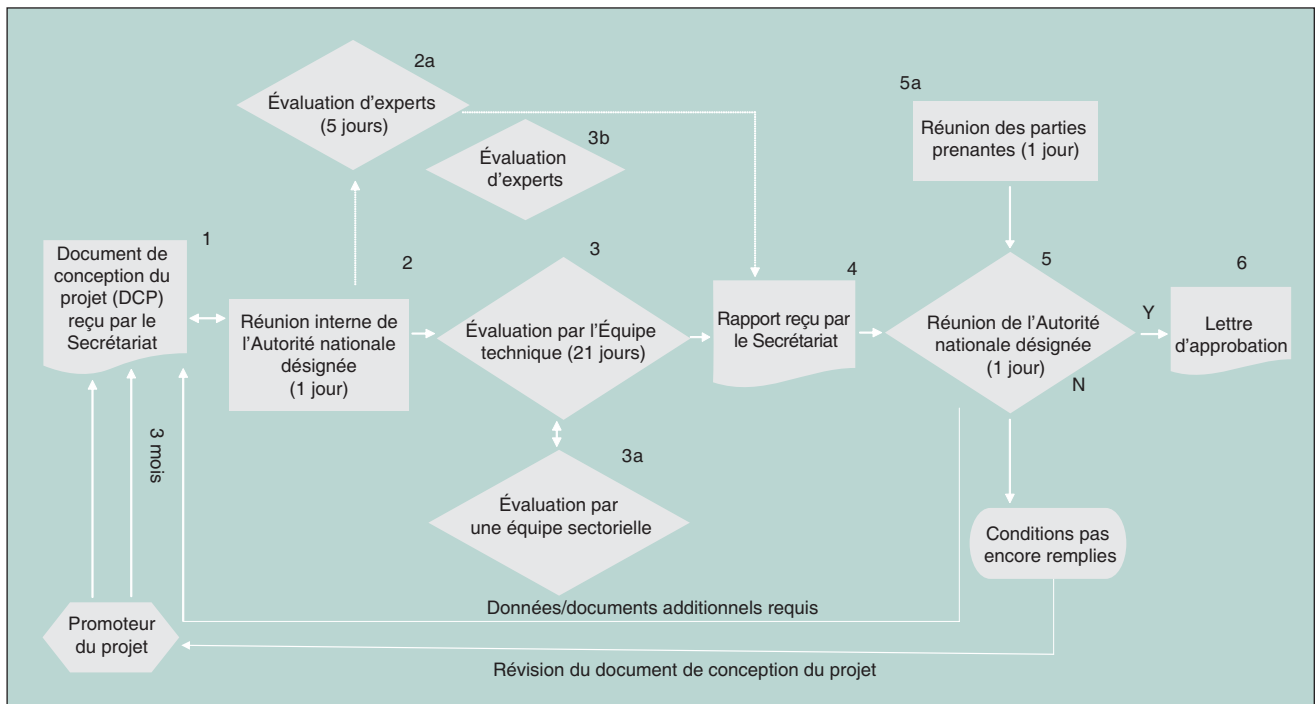 2a
Évaluation d’experts
(5 jours)
3b
Évaluation
d’experts
5a
Réunion des parties
prenantes (1 jour)
1
Document de
conception du
projet (DCP)
reçu par le
Secrétariat
2
Réunion interne de
l’Autorité nationale
désignée
(1 jour)
3
Évaluation par l’Équipe
technique (21 jours)
4
Rapport reçu par
le Secrétariat
5
Réunion de l’Autorité
nationale désignée
(1 jour)
Y
N
6
Lettre
d’approbation
3 mois
3a
Évaluation par
une équipe sectorielle
Conditions pas
encore remplies
Données/documents additionnels requis
Promoteur
du projet
Révision du document de conception du projet